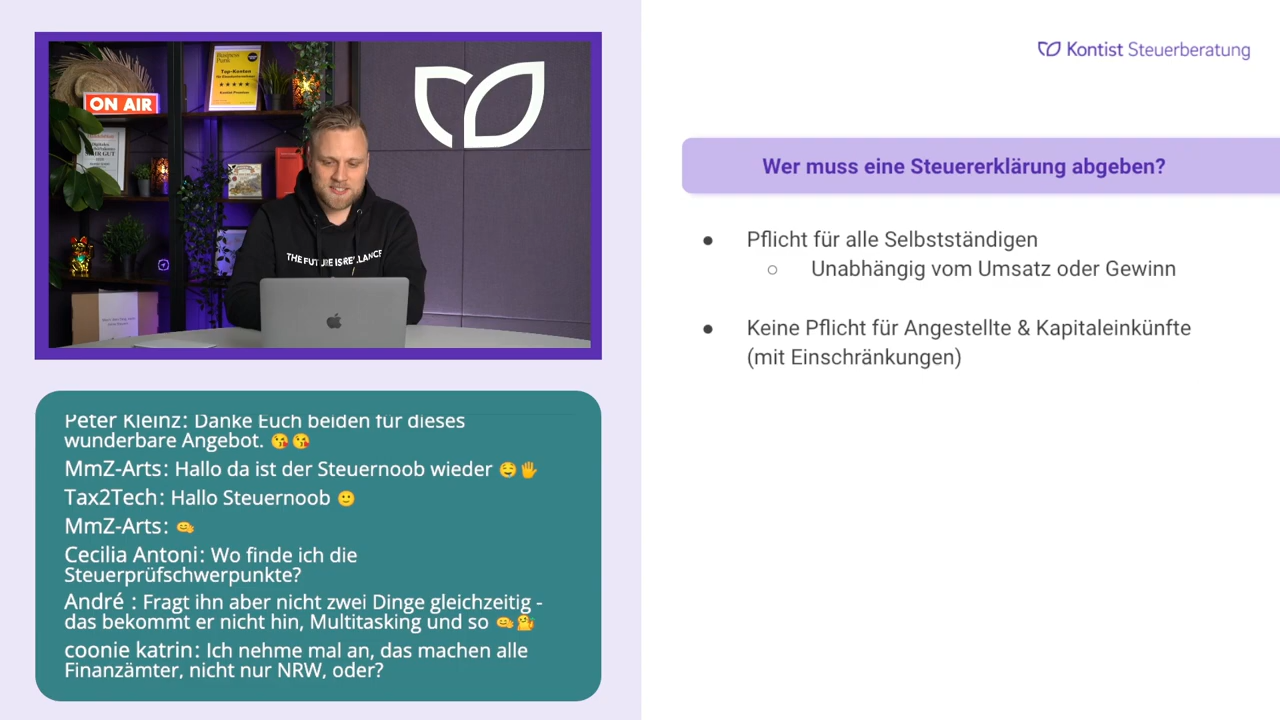 ON AIR
Business Punk
Top-Konten
★★★★★
THE FUTURE IS
Peter Kleinz: Danke Euch beiden für dieses
wunderbare Angebot. 😘😘
MmZ-Arts: Hallo da ist der Steuernoob wieder 🤤🖐
Tax2Tech: Hallo Steuernoob 🙂
MmZ-Arts: 🫠
Cecilia Antoni: Wo finde ich die
Steuerprüfschwerpunkte?
André : Fragt ihn aber nicht zwei Dinge gleichzeitig -
das bekommt er nicht hin, Multitasking und so
coonie katrin: Ich nehme mal an, das machen alle
Finanzämter, nicht nur NRW, oder?
Kontist Steuerberatung
Wer muss eine Steuererklärung abgeben?
● Pflicht für alle Selbstständigen
○ Unabhängig vom Umsatz oder Gewinn
● Keine Pflicht für Angestellte & Kapitaleinkünfte
(mit Einschränkungen)